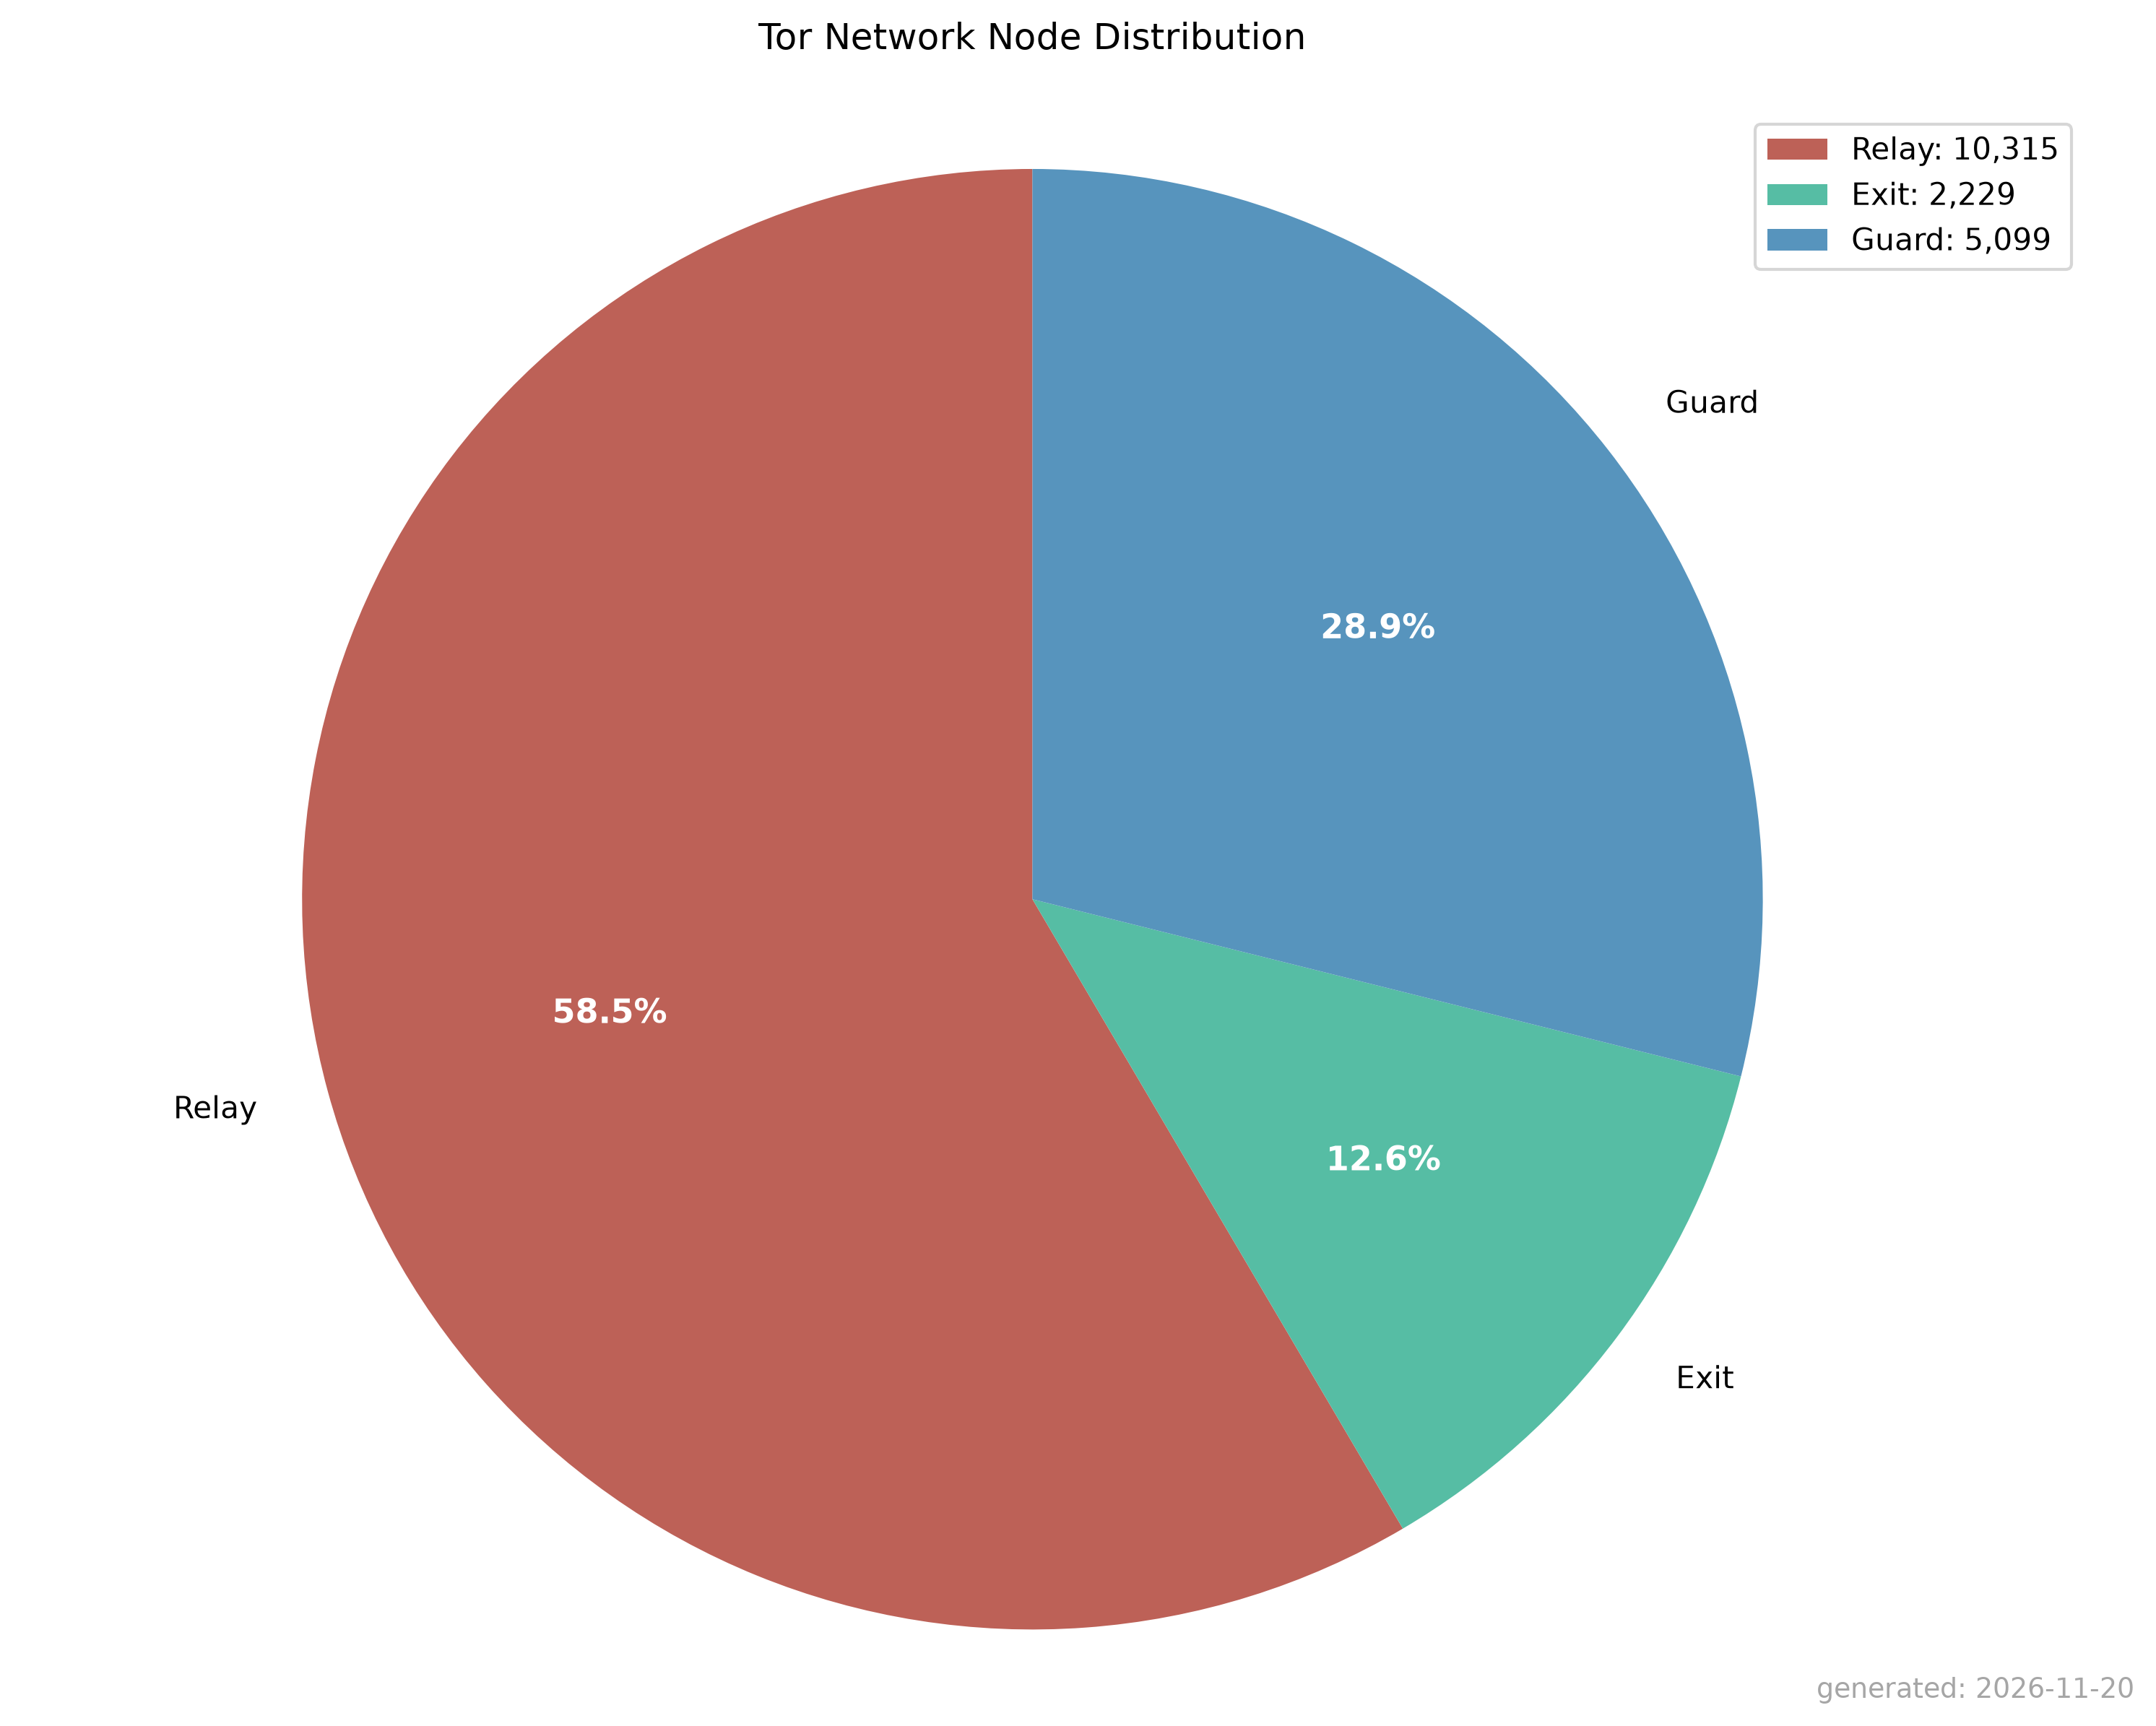 Tor Network Node Distribution
Relay: 10,315
Exit: 2,229
Guard: 5,099
Guard
28.9%
58.5%
Relay
12.6%
Exit
generated: 2026-11-20